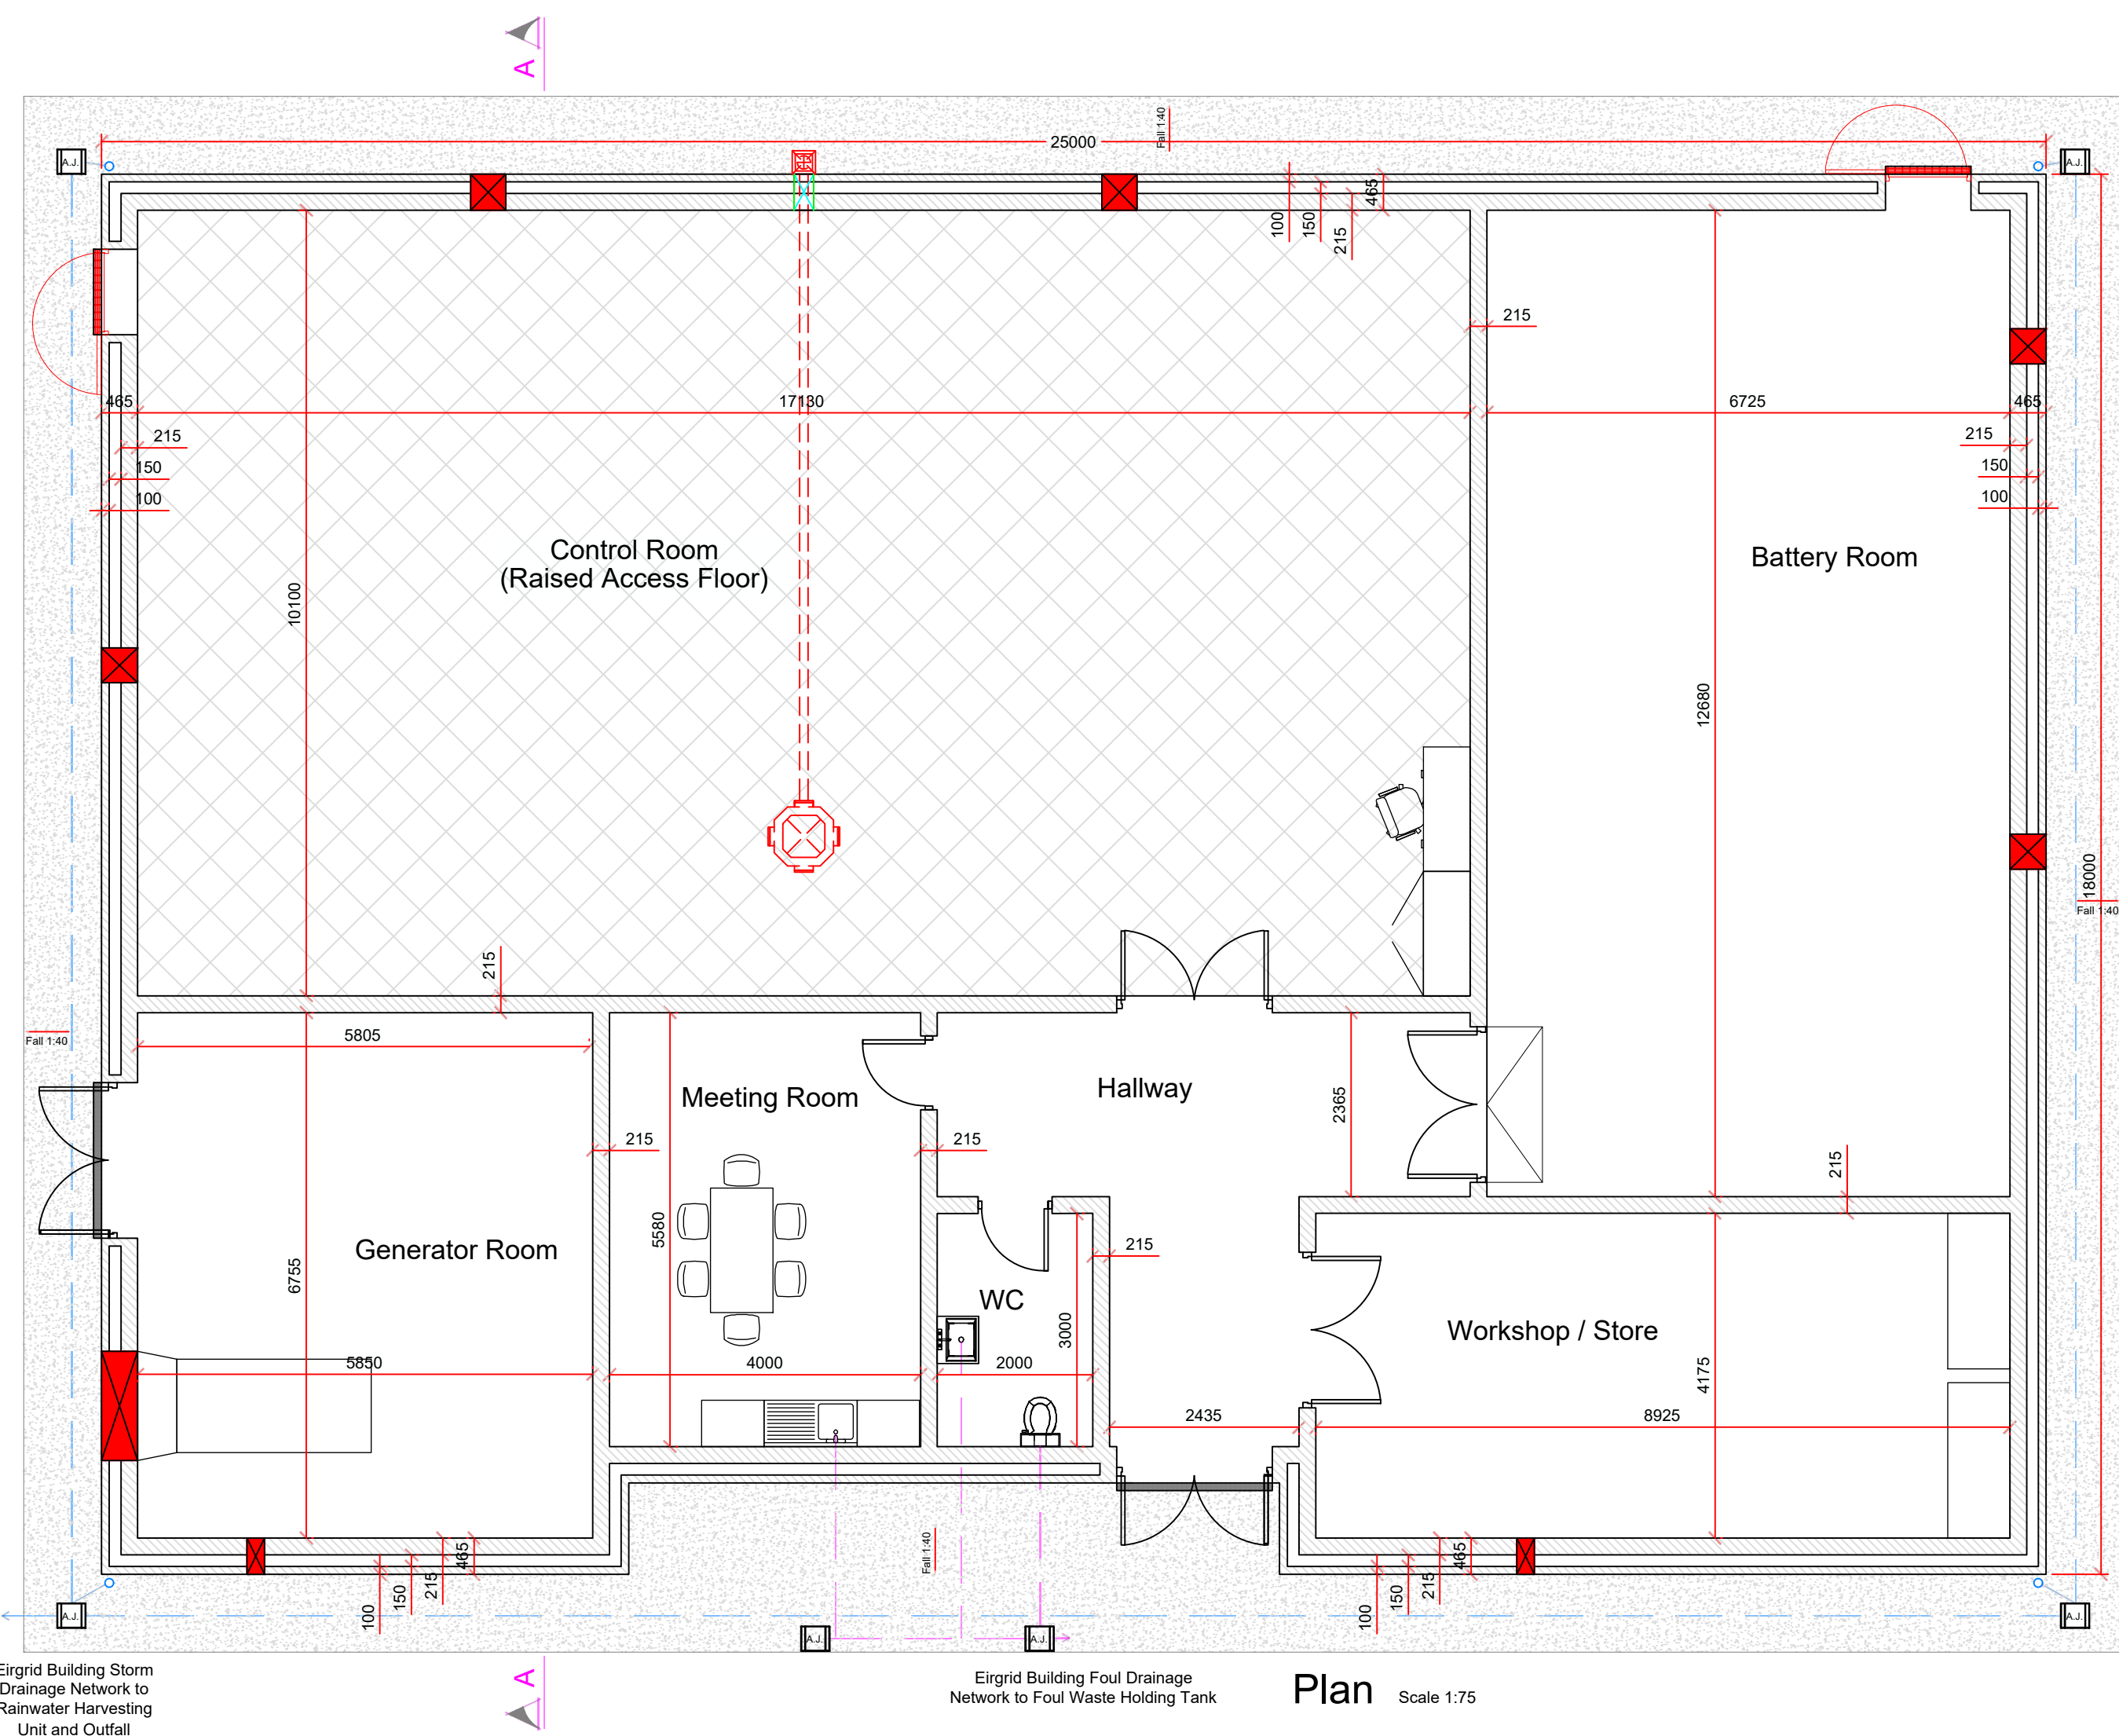 A
25000
Fall 1:40
A.J.
A.J.
465
100
150
215
215
465
17130
6725
465
215
150
100
215
150
100
Control Room
(Raised Access Floor)
Battery Room
10100
12680
18000
Fall 1:40
215
Fall 1:40
5805
Meeting Room
Hallway
2365
215
215
215
Generator Room
6755
5580
215
WC
3000
Workshop / Store
4175
5850
4000
2000
2435
8925
465
215
150
100
Fall 1:40
465
215
150
100
A.J.
A.J.
A.J.
A.J.
Eirgrid Building Storm
Drainage Network to
Rainwater Harvesting
Unit and Outfall
A
Eirgrid Building Foul Drainage
Network to Foul Waste Holding Tank
Plan Scale 1:75